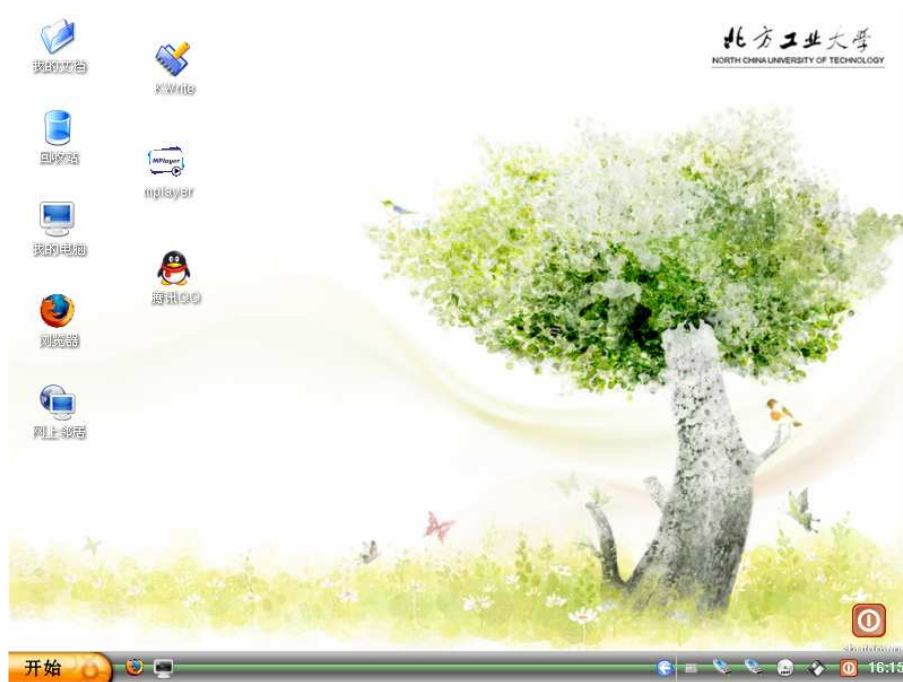 我的文档
回收站
我的电脑
浏览器
网上邻居
KWrite
MPlayer
mplayer
腾讯QQ
北方工业大学
NORTH CHINA UNIVERSITY OF TECHNOLOGY
开始
16:15